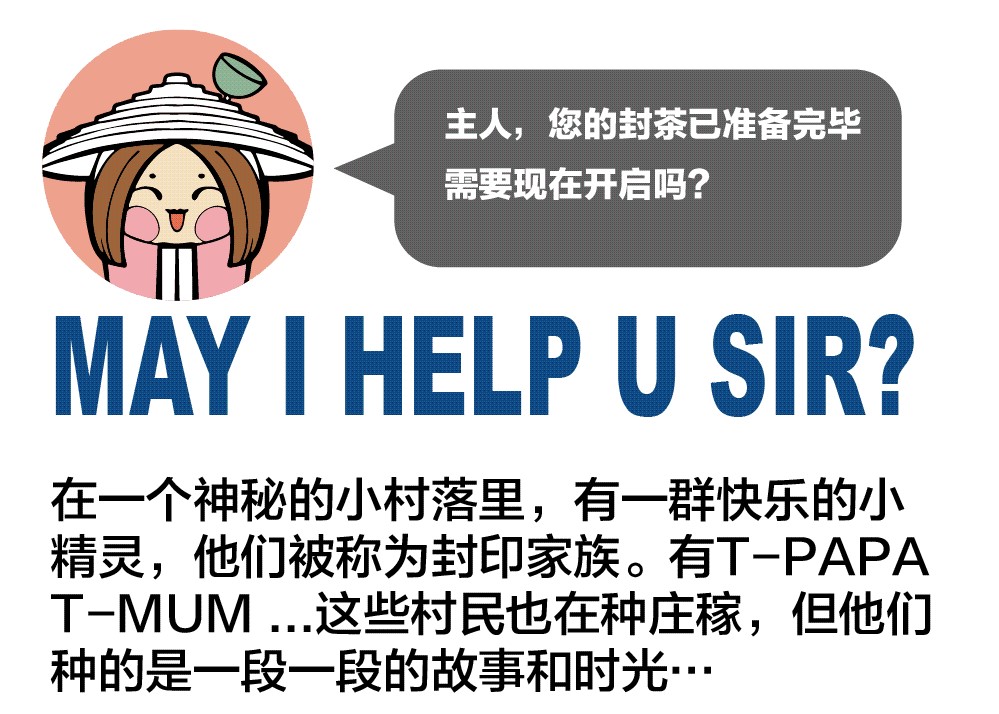 主人，您的封茶已准备完毕
需要现在开启吗？
MAY I HELP U SIR?
在一个神秘的小村落里，有一群快乐的小
精灵，他们被称为封印家族。有T-PAPA
T-MUM ...这些村民也在种庄稼，但他们
种的是一段一段的故事和时光…